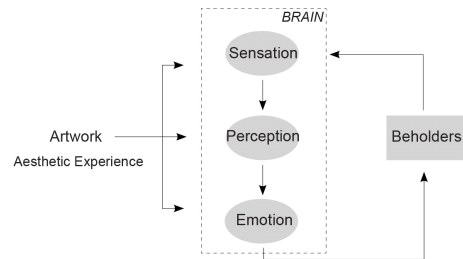 BRAIN
Sensation
Artwork
Aesthetic Experience
Perception
Beholders
Emotion